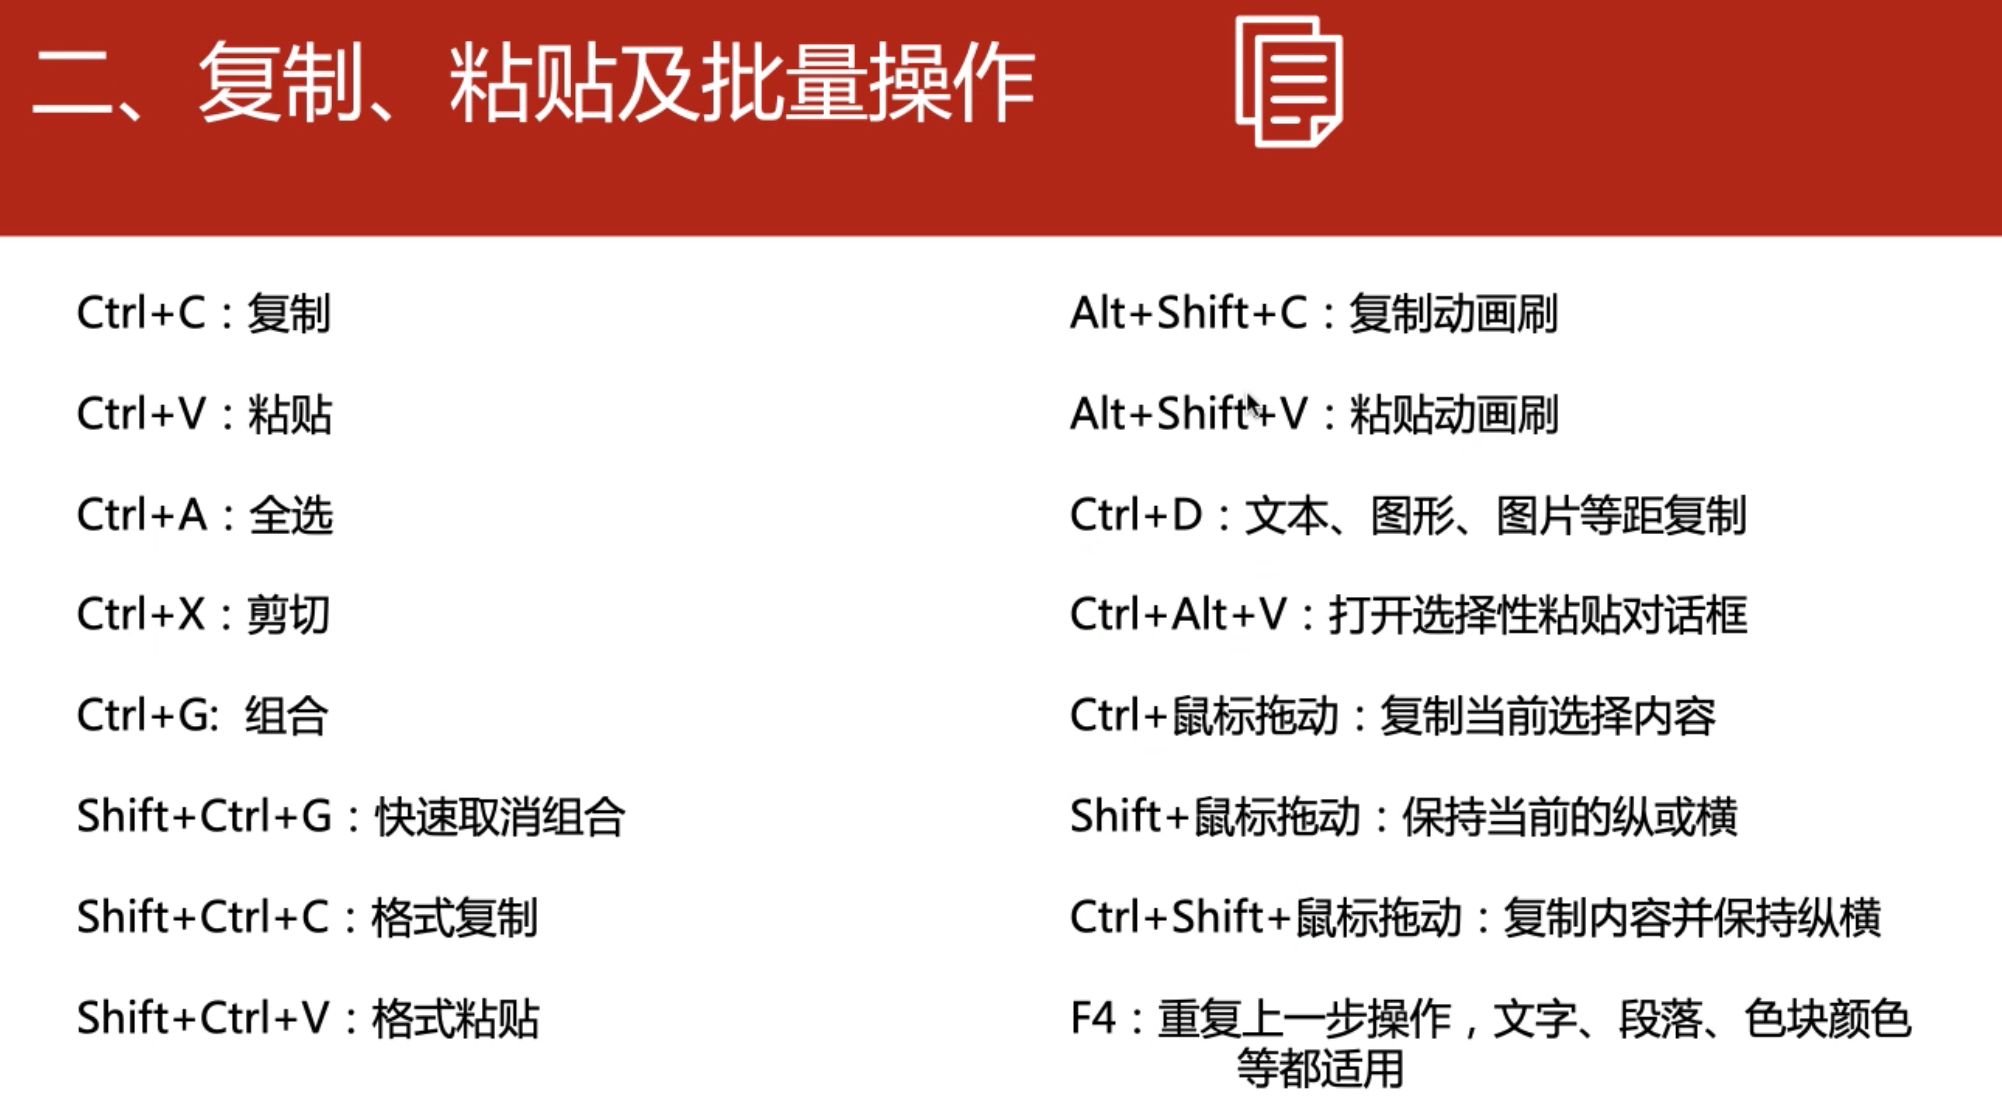 二、复制、粘贴及批量操作
Ctrl+C：复制
Ctrl+V：粘贴
Ctrl+A：全选
Ctrl+X：剪切
Ctrl+G:  组合
Shift+Ctrl+G：快速取消组合
Shift+Ctrl+C：格式复制
Shift+Ctrl+V：格式粘贴
Alt+Shift+C：复制动画刷
Alt+Shift+V：粘贴动画刷
Ctrl+D：文本、图形、图片等距复制
Ctrl+Alt+V：打开选择性粘贴对话框
Ctrl+鼠标拖动：复制当前选择内容
Shift+鼠标拖动：保持当前的纵或横
Ctrl+Shift+鼠标拖动：复制内容并保持纵横
F4：重复上一步操作，文字、段落、色块颜色
等都适用